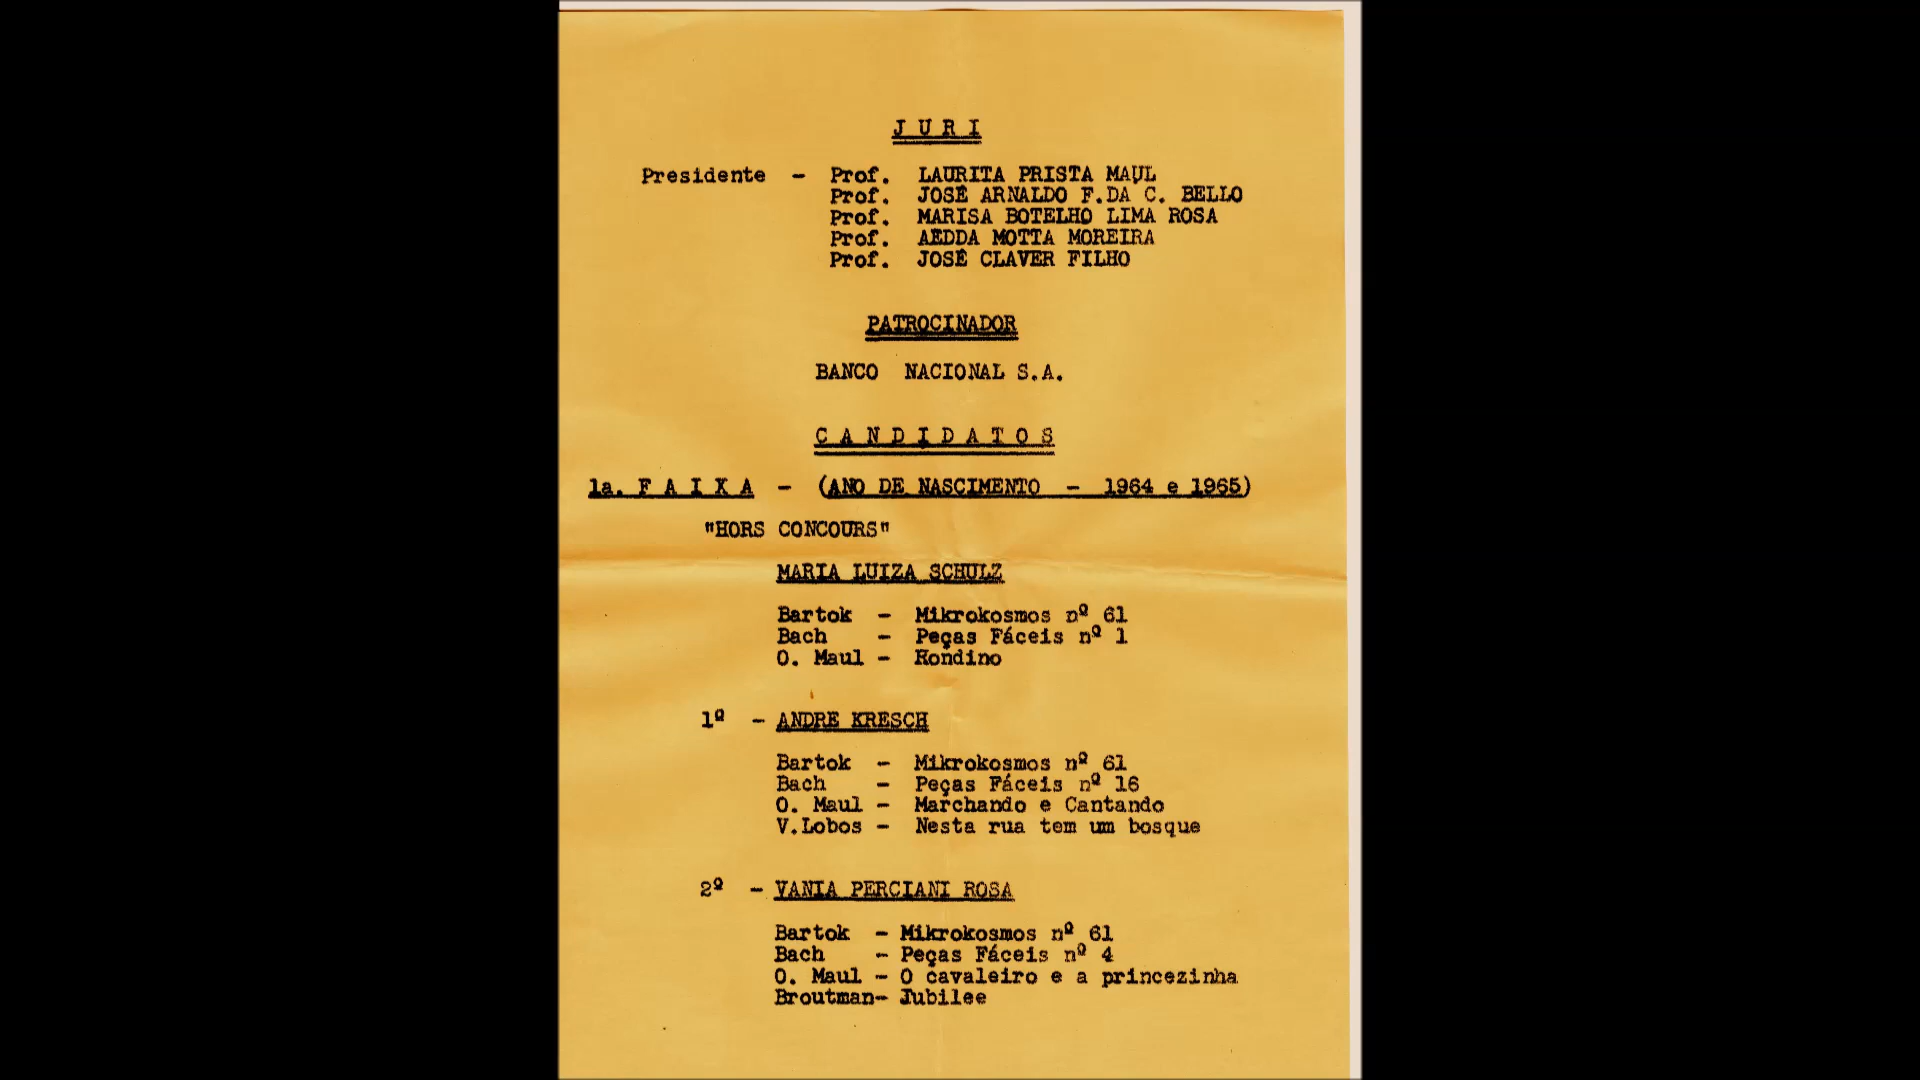 J U R I
Presidente - Prof. LAURITA PRISTA MAUL
Prof. JOSÉ ARNALDO F.DA C. BELLO
Prof. MARISA BOTELHO LIMA ROSA
Prof. AEDDA MOTTA MOREIRA
Prof. JOSÉ CLAVER FILHO
PATROCINADOR
BANCO NACIONAL S.A.
C A N D I D A T O S
1a. F A I X A - (ANO DE NASCIMENTO - 1964 e 1965)
"HORS CONCOURS"
MARIA LUIZA SCHULZ
Bartok - Mikrokosmos nº 61
Bach - Peças Fáceis nº 1
O. Maul - Rondino
1º - ANDRE KRESCH
Bartok - Mikrokosmos nº 61
Bach - Peças Fáceis nº 16
O. Maul - Marchando e Cantando
V.Lobos - Nesta rua tem um bosque
2º - VANIA PERCIANI ROSA
Bartok - Mikrokosmos nº 61
Bach - Peças Fáceis nº 4
O. Maul - O cavaleiro e a princezinha
Broutman- Jubilee